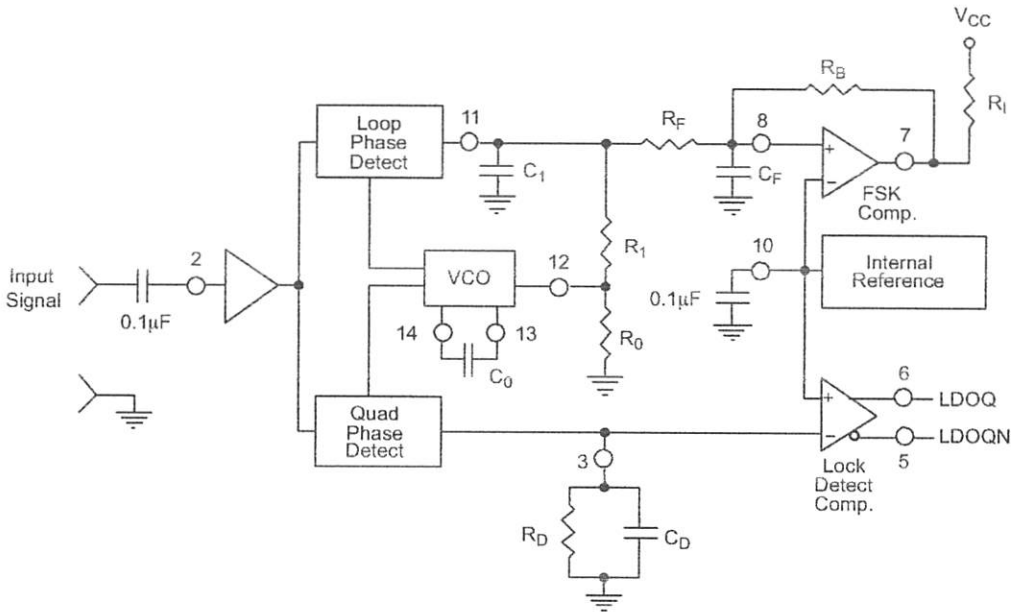 V_CC
R_B
R_I
11
R_F
8
7
Loop
Phase
Detect
C_1
C_F
FSK
Comp.
R_1
10
2
12
Input
Signal
VCO
Internal
Reference
0.1μF
0.1μF
14
13
R_0
C_0
6
LDOQ
Quad
Phase
Detect
LDOQN
3
5
Lock
Detect
Comp.
R_D
C_D
+
−
+
−